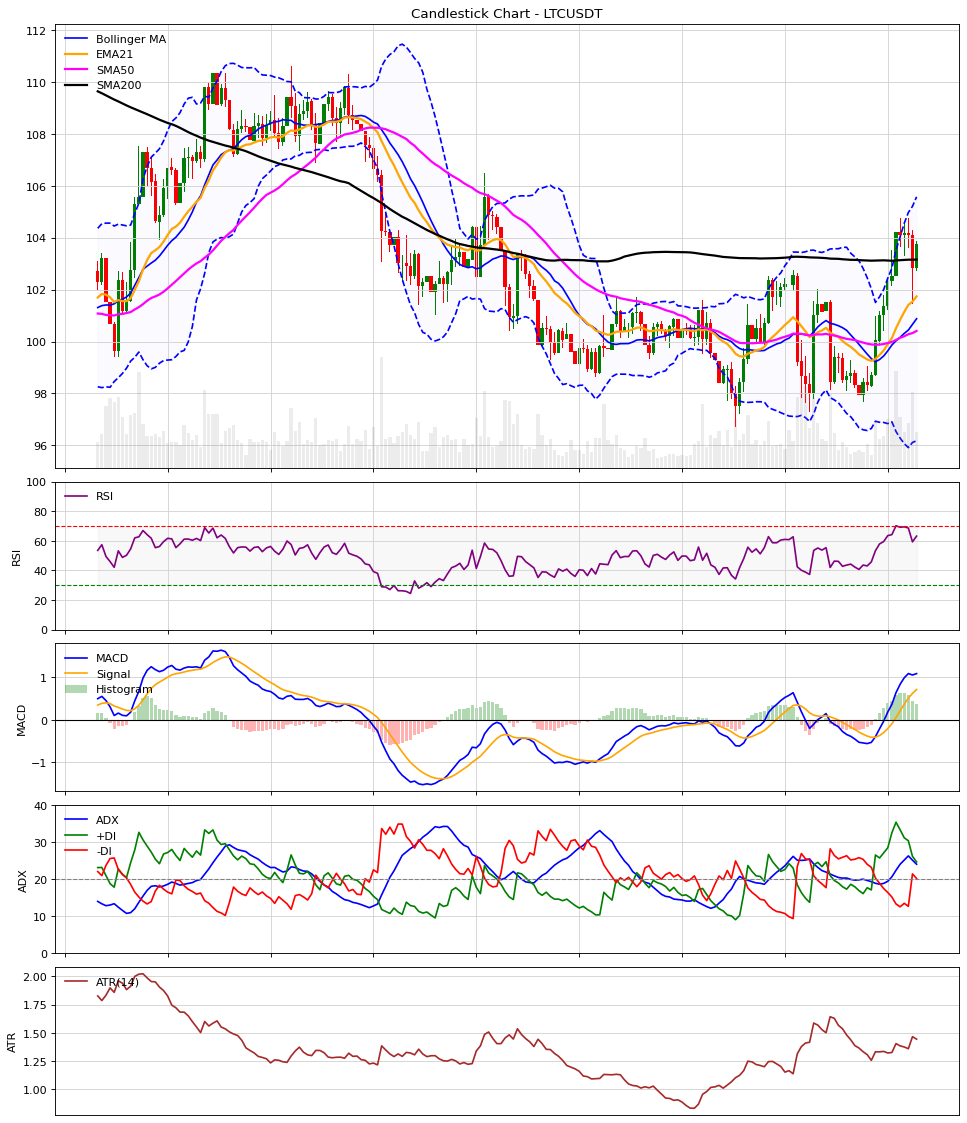 Candlestick Chart - LTCUSDT
Bollinger MA
EMA21
SMA50
SMA200
112
110
108
106
104
102
100
98
96
RSI
100
80
60
40
20
0
RSI
MACD
Signal
Histogram
1
0
−1
MACD
ADX
+DI
-DI
40
30
20
10
0
ADX
ATR(14)
2.00
1.75
1.50
1.25
1.00
ATR